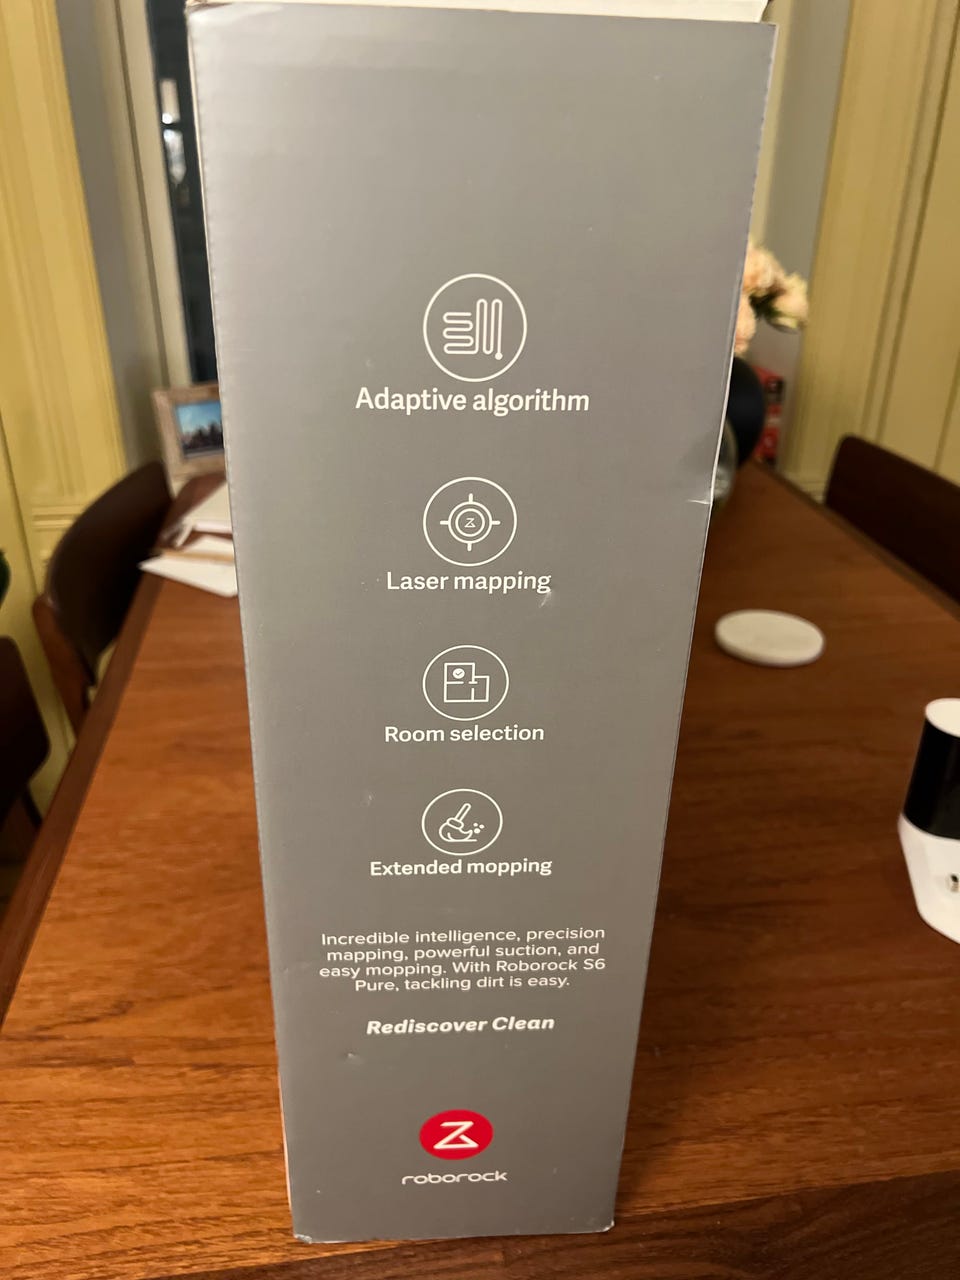 Adaptive algorithm
Laser mapping
Room selection
Extended mopping
Incredible intelligence, precision
mapping, powerful suction, and
easy mopping. With Roborock S6
Pure, tackling dirt is easy.
Rediscover Clean
roborock